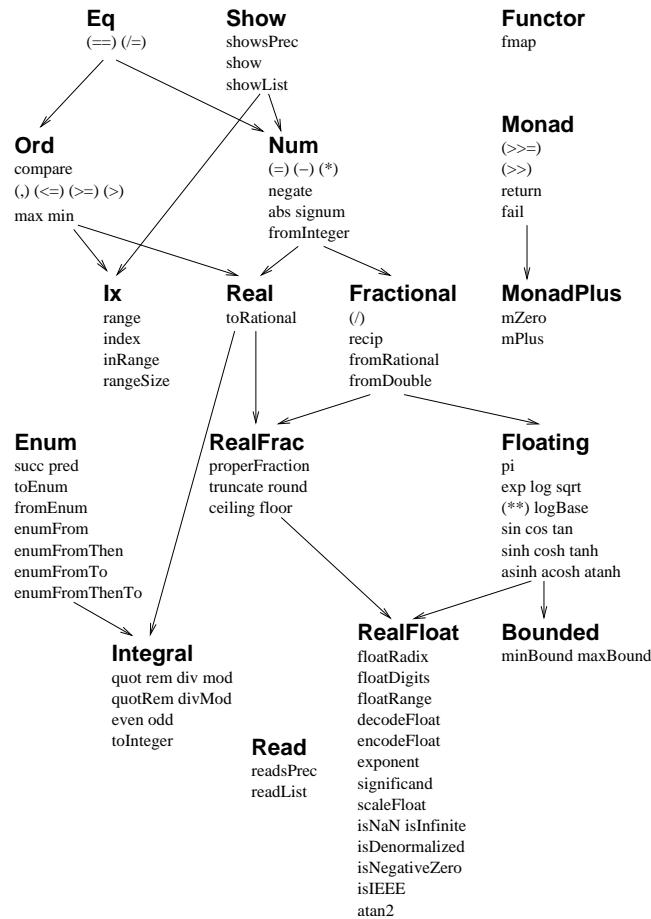 Eq
(==) (/=)
Show
showsPrec
show
showList
Functor
fmap
Ord
compare
(,) (<=) (>=) (>)
max min
Num
(=) (−) (*)
negate
abs signum
fromInteger
Monad
(>>=)
(>>)
return
fail
Ix
range
index
inRange
rangeSize
Real
toRational
Fractional
(/)
recip
fromRational
fromDouble
MonadPlus
mZero
mPlus
Enum
succ pred
toEnum
fromEnum
enumFrom
enumFromThen
enumFromTo
enumFromThenTo
RealFrac
properFraction
truncate round
ceiling floor
Floating
pi
exp log sqrt
(**) logBase
sin cos tan
sinh cosh tanh
asinh acosh atanh
Integral
quot rem div mod
quotRem divMod
even odd
toInteger
Read
readsPrec
readList
RealFloat
floatRadix
floatDigits
floatRange
decodeFloat
encodeFloat
exponent
significand
scaleFloat
isNaN isInfinite
isDenormalized
isNegativeZero
isIEEE
atan2
Bounded
minBound maxBound